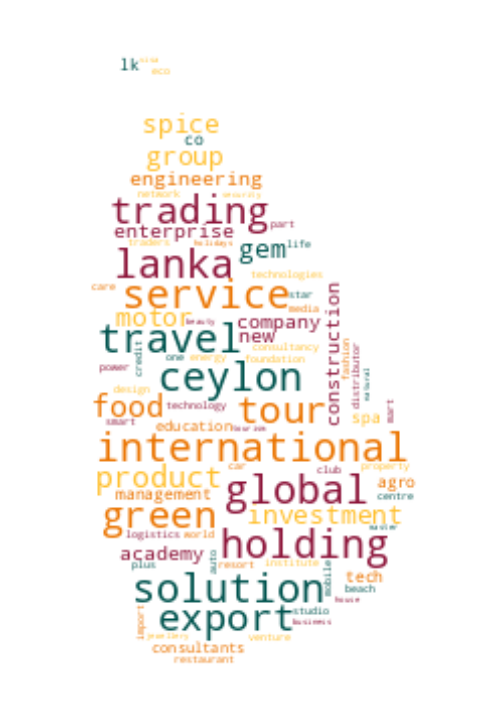 lk
asia
eco
spice
co
group
engineering
network
security
trading
enterprise
part
traders
holidays
gem
life
lanka
technologies
care
service
star
media
motor
beauty
company
construction
travel
new
credit
consultancy
fashion
distributor
one
energy
foundation
power
ceylon
natural
design
food
technology
tour
mart
smart
education
tourism
spa
international
car
club
property
product
global
agro
management
centre
green
investment
master
logistics
world
holding
academy
auto
plus
resort
institute
tech
mobile
solution
beach
house
export
studio
import
business
jewellery
venture
consultants
restaurant